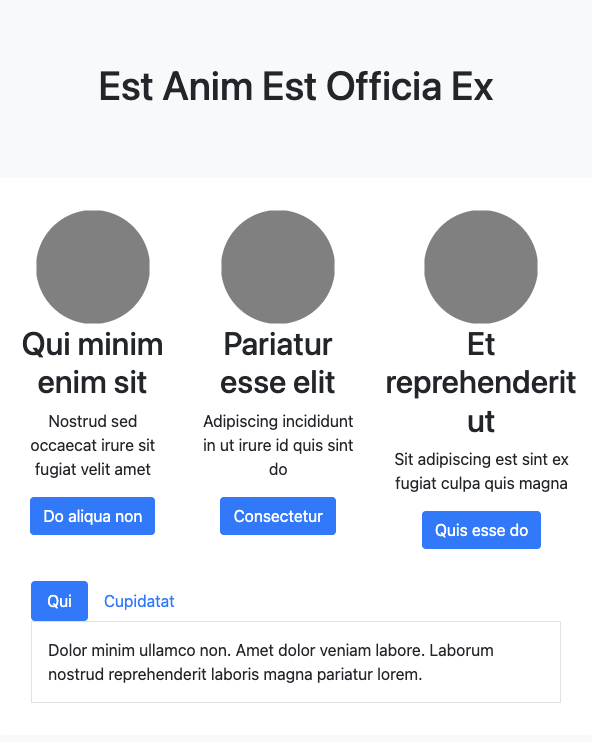 Est Anim Est Officia Ex
Qui minim
enim sit
Nostrud sed
occaecat irure sit
fugiat velit amet
Do aliqua non
Pariatur
esse elit
Adipiscing incididunt
in ut irure id quis sint
do
Consectetur
Et
reprehenderit
ut
Sit adipiscing est sint ex
fugiat culpa quis magna
Quis esse do
Qui
Cupidatat
Dolor minim ullamco non. Amet dolor veniam labore. Laborum
nostrud reprehenderit laboris magna pariatur lorem.